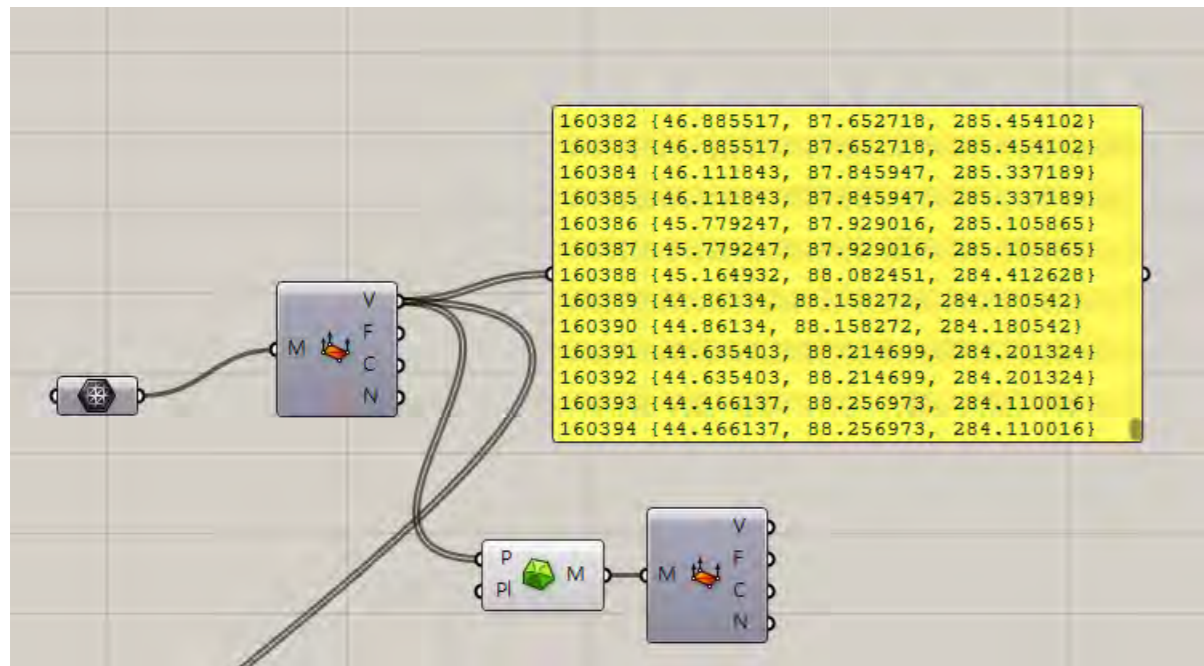 160382 {46.885517, 87.652718, 285.454102}
160383 {46.885517, 87.652718, 285.454102}
160384 {46.111843, 87.845947, 285.337189}
160385 {46.111843, 87.845947, 285.337189}
160386 {45.779247, 87.929016, 285.105865}
160387 {45.779247, 87.929016, 285.105865}
160388 {45.164932, 88.082451, 284.412628}
160389 {44.86134, 88.158272, 284.180542}
160390 {44.86134, 88.158272, 284.180542}
160391 {44.635403, 88.214699, 284.201324}
160392 {44.635403, 88.214699, 284.201324}
160393 {44.466137, 88.256973, 284.110016}
160394 {44.466137, 88.256973, 284.110016}
V
F
M
C
N
P
M
Pl
V
F
M
C
N